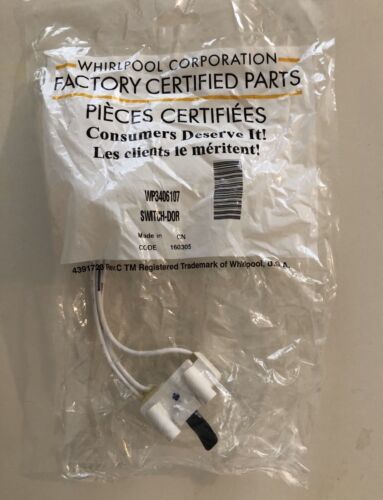 WHIRLPOOL CORPORATION
FACTORY CERTIFIED PARTS
PIÈCES CERTIFIÉES
Consumers Deserve It!
Les clients le méritent!
WP3406107
SWITCH-DOR
Made in CN
CODE 160305
4391723 Rev.C TM Registered Trademark of Whirlpool, U.S.A.